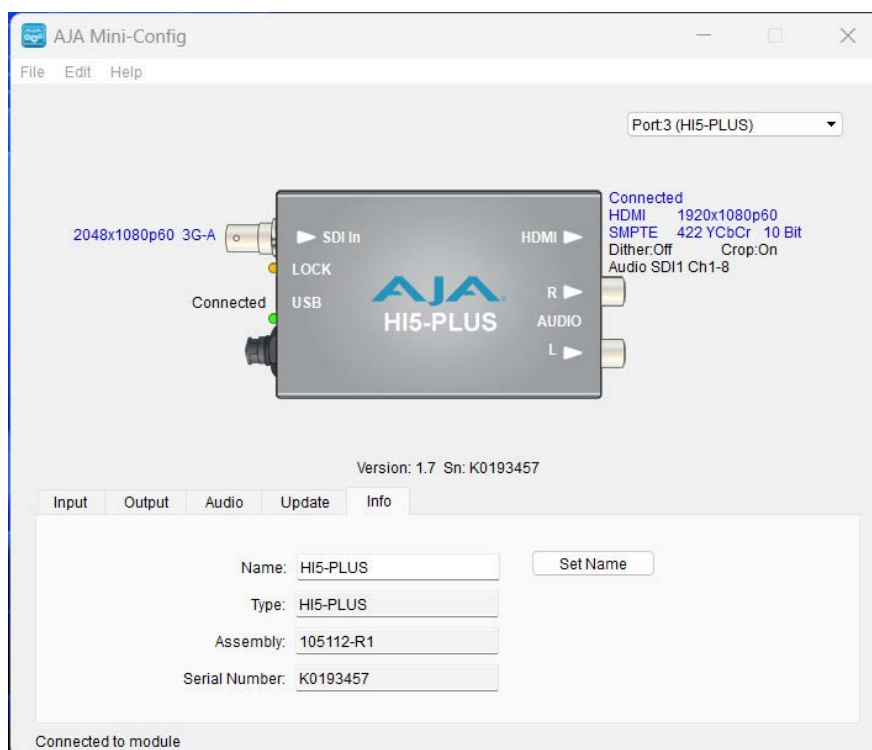 AJA Mini-Config
File Edit Help
Port:3 (HI5-PLUS)
2048x1080p60 3G-A
Connected
SDI In
LOCK
USB
AJA
HI5-PLUS
HDMI
R
AUDIO
L
Connected
HDMI 1920x1080p60
SMPTE 422 YCbCr 10 Bit
Dither:Off Crop:On
Audio SDI1 Ch1-8
Version: 1.7 Sn: K0193457
Input Output Audio Update Info
Name: HI5-PLUS Set Name
Type: HI5-PLUS
Assembly: 105112-R1
Serial Number: K0193457
Connected to module